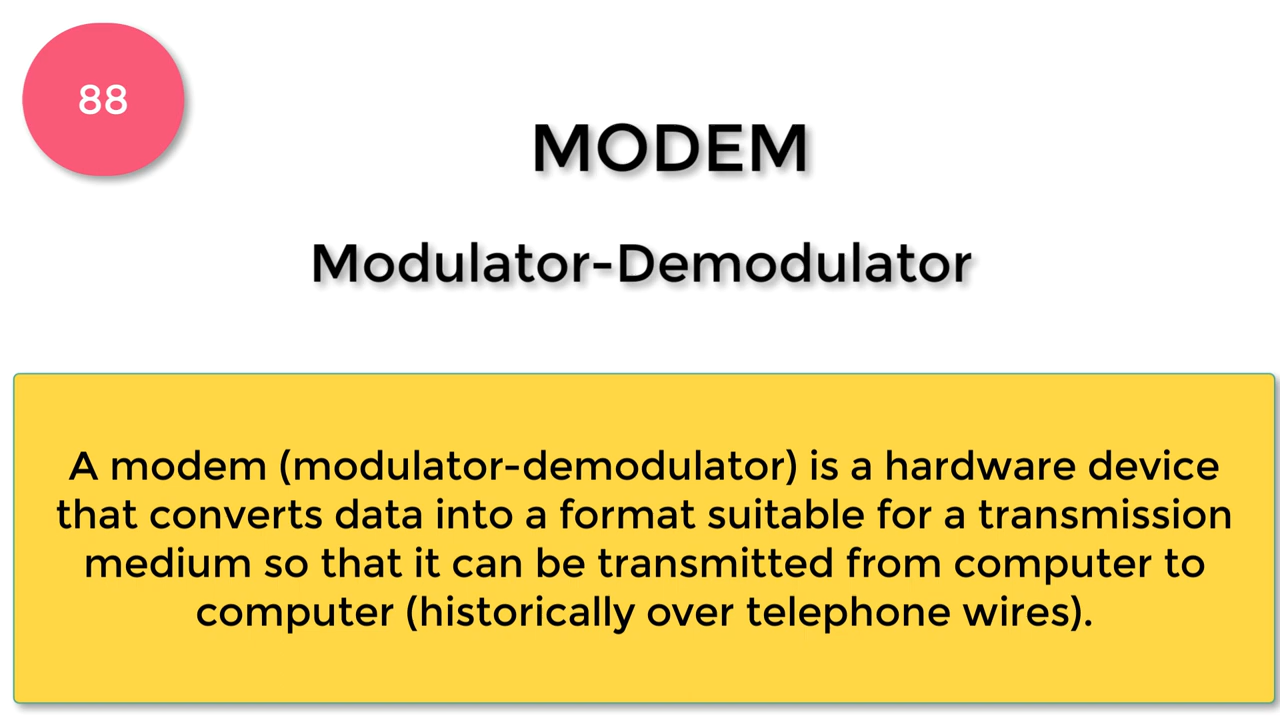 88
MODEM
Modulator-Demodulator
A modem (modulator-demodulator) is a hardware device
that converts data into a format suitable for a transmission
medium so that it can be transmitted from computer to
computer (historically over telephone wires).